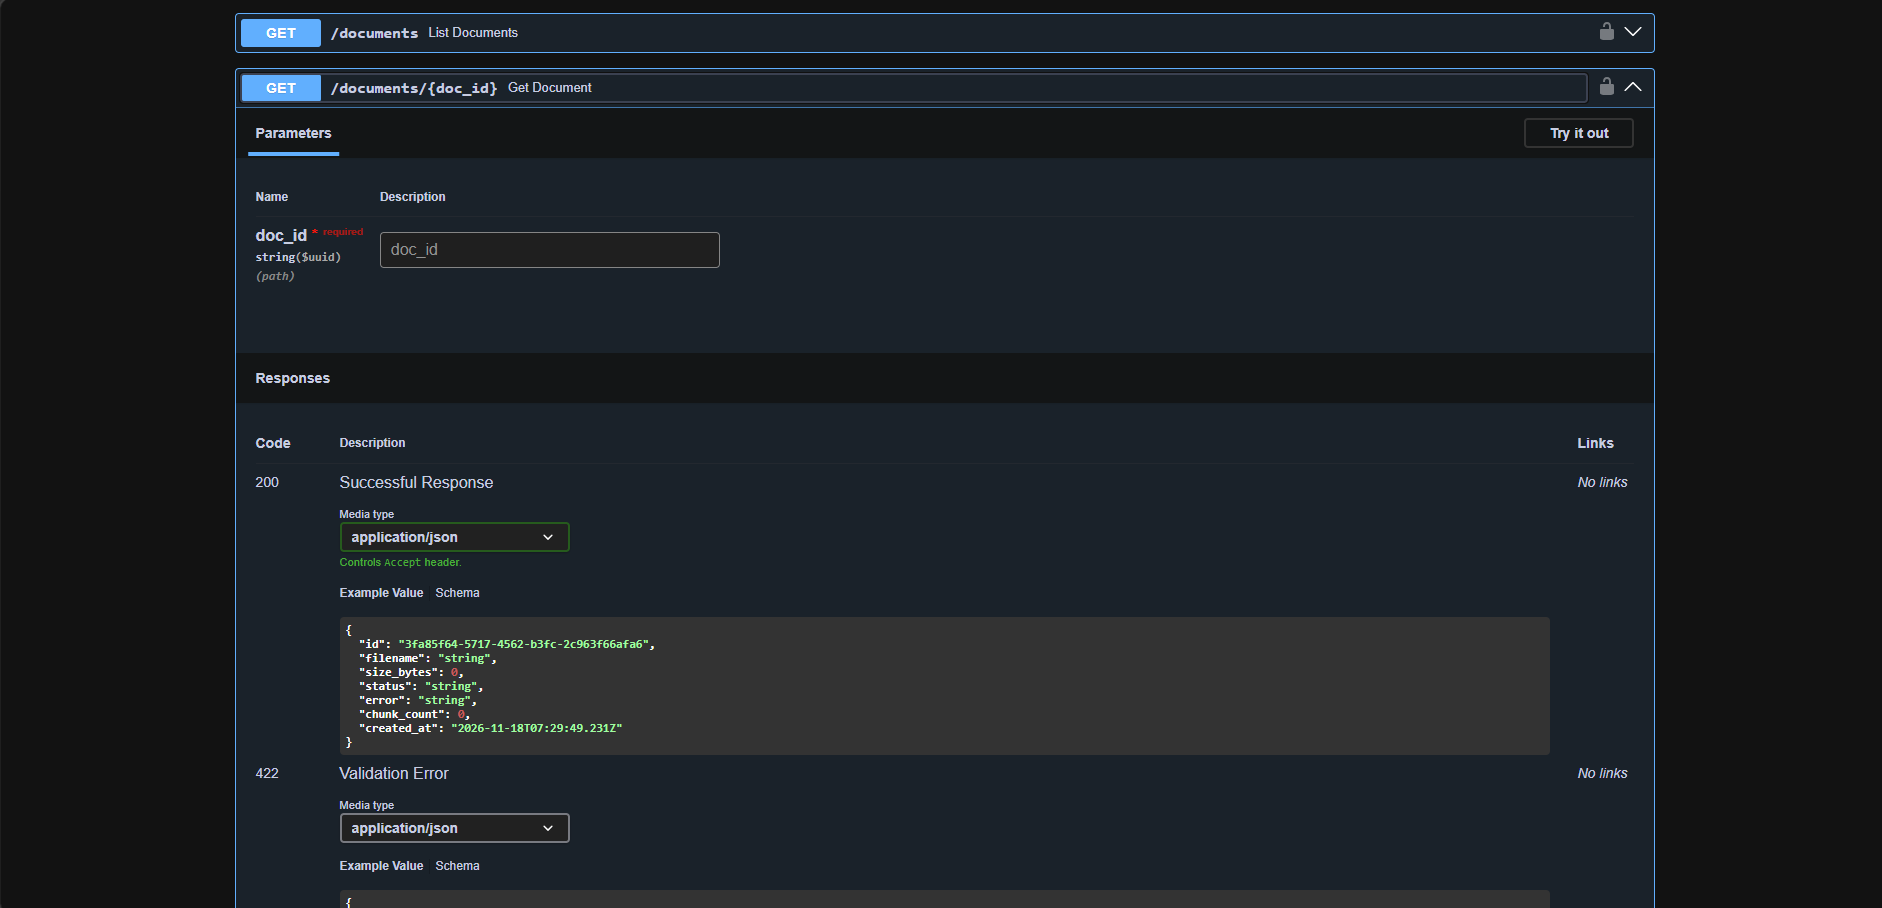 GET /documents List Documents
GET /documents/{doc_id} Get Document
Parameters
Try it out
Name Description
doc_id * required
string($uuid)
(path)
doc_id
Responses
Code Description Links
200 Successful Response No links
Media type
application/json
Controls Accept header.
Example Value Schema
{
  "id": "3fa85f64-5717-4562-b3fc-2c963f66afa6",
  "filename": "string",
  "size_bytes": 0,
  "status": "string",
  "error": "string",
  "chunk_count": 0,
  "created_at": "2026-11-18T07:29:49.231Z"
}
422 Validation Error No links
Media type
application/json
Example Value Schema
{